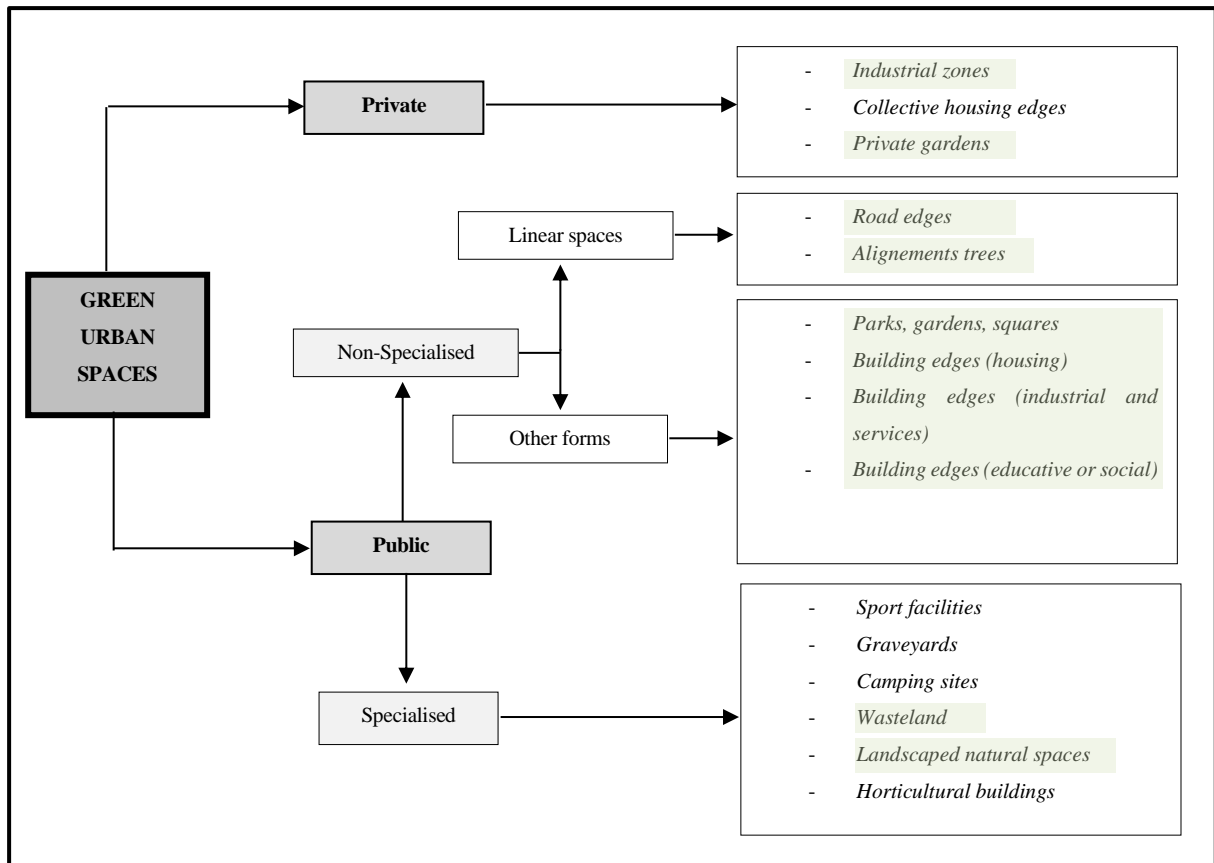 - Industrial zones
- Collective housing edges
- Private gardens
Private
- Road edges
- Alignements trees
Linear spaces
GREEN
URBAN
SPACES
Non-Specialised
- Parks, gardens, squares
- Building edges (housing)
- Building edges (industrial and
services)
- Building edges (educative or social)
Other forms
Public
- Sport facilities
- Graveyards
- Camping sites
- Wasteland
- Landscaped natural spaces
- Horticultural buildings
Specialised